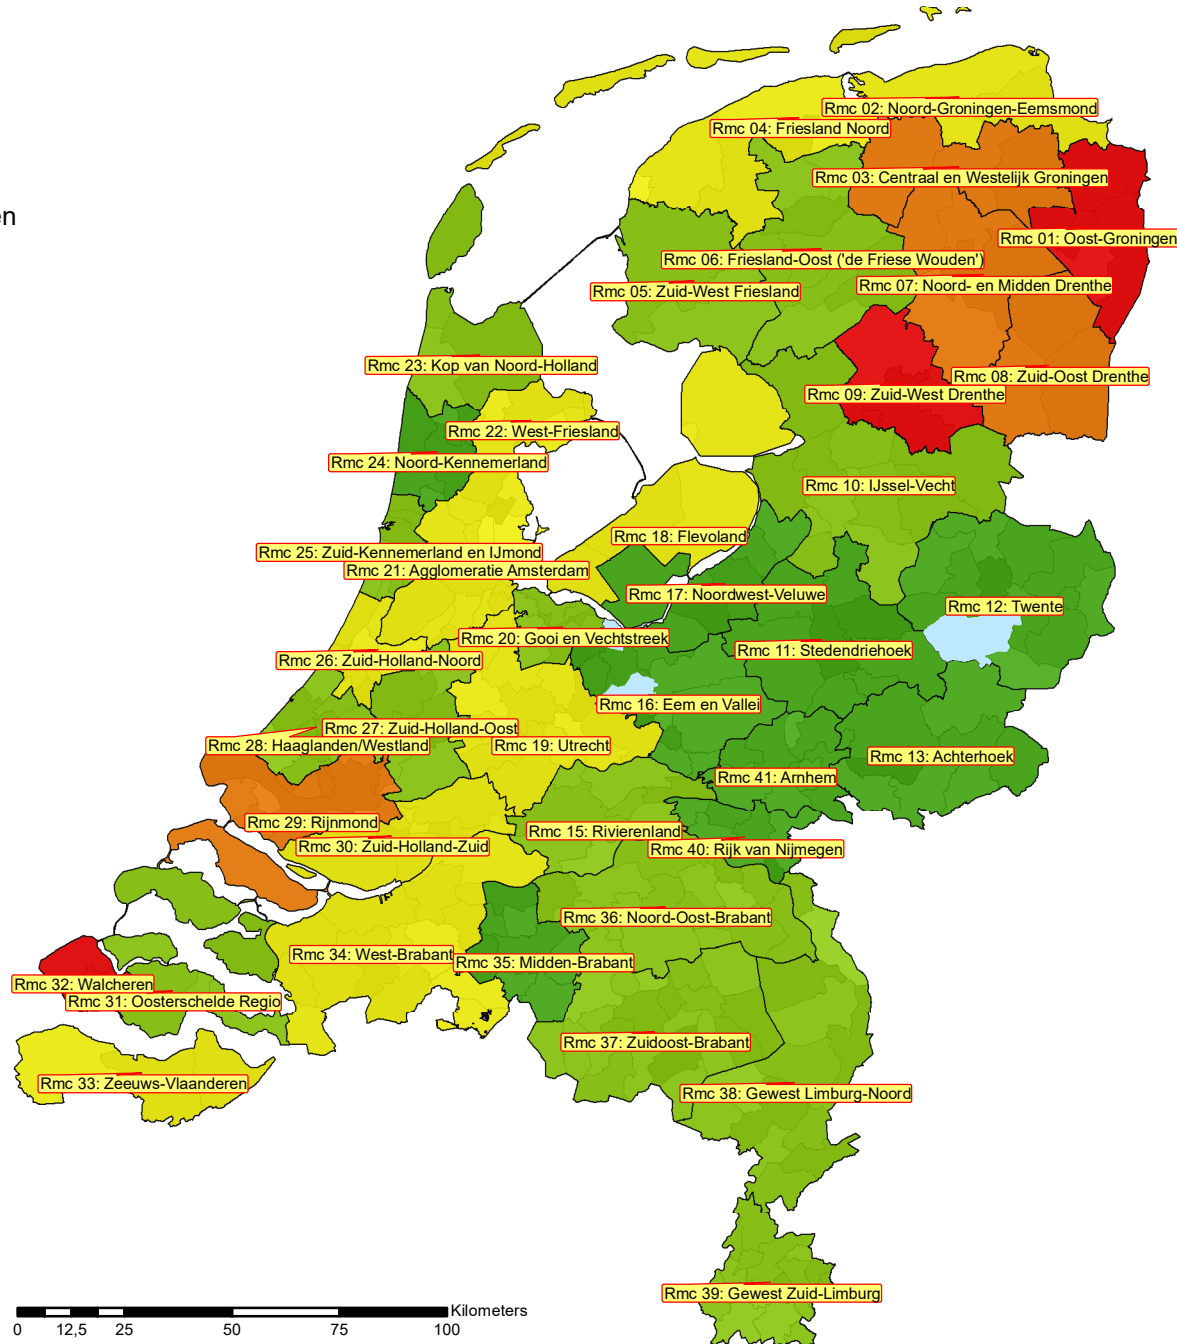 Rmc 02: Noord-Groningen-Eemsmond
Rmc 04: Friesland Noord
Rmc 03: Centraal en Westelijk Groningen
en
Rmc 01: Oost-Groningen
Rmc 06: Friesland-Oost ('de Friese Wouden')
Rmc 07: Noord- en Midden Drenthe
Rmc 05: Zuid-West Friesland
Rmc 23: Kop van Noord-Holland
Rmc 08: Zuid-Oost Drenthe
Rmc 09: Zuid-West Drenthe
Rmc 22: West-Friesland
Rmc 24: Noord-Kennemerland
Rmc 10: IJssel-Vecht
Rmc 18: Flevoland
Rmc 25: Zuid-Kennemerland en IJmond
Rmc 21: Agglomeratie Amsterdam
Rmc 17: Noordwest-Veluwe
Rmc 12: Twente
Rmc 20: Gooi en Vechtstreek
Rmc 11: Stedendriehoek
Rmc 26: Zuid-Holland-Noord
Rmc 16: Eem en Vallei
Rmc 27: Zuid-Holland-Oost
Rmc 28: Haaglanden/Westland
Rmc 19: Utrecht
Rmc 13: Achterhoek
Rmc 41: Arnhem
Rmc 29: Rijnmond
Rmc 15: Rivierenland
Rmc 30: Zuid-Holland-Zuid
Rmc 40: Rijk van Nijmegen
Rmc 36: Noord-Oost-Brabant
Rmc 34: West-Brabant
Rmc 35: Midden-Brabant
Rmc 32: Walcheren
Rmc 31: Oosterschelde Regio
Rmc 37: Zuidoost-Brabant
Rmc 33: Zeeuws-Vlaanderen
Rmc 38: Gewest Limburg-Noord
Rmc 39: Gewest Zuid-Limburg
Kilometers
0 12,5 25 50 75 100